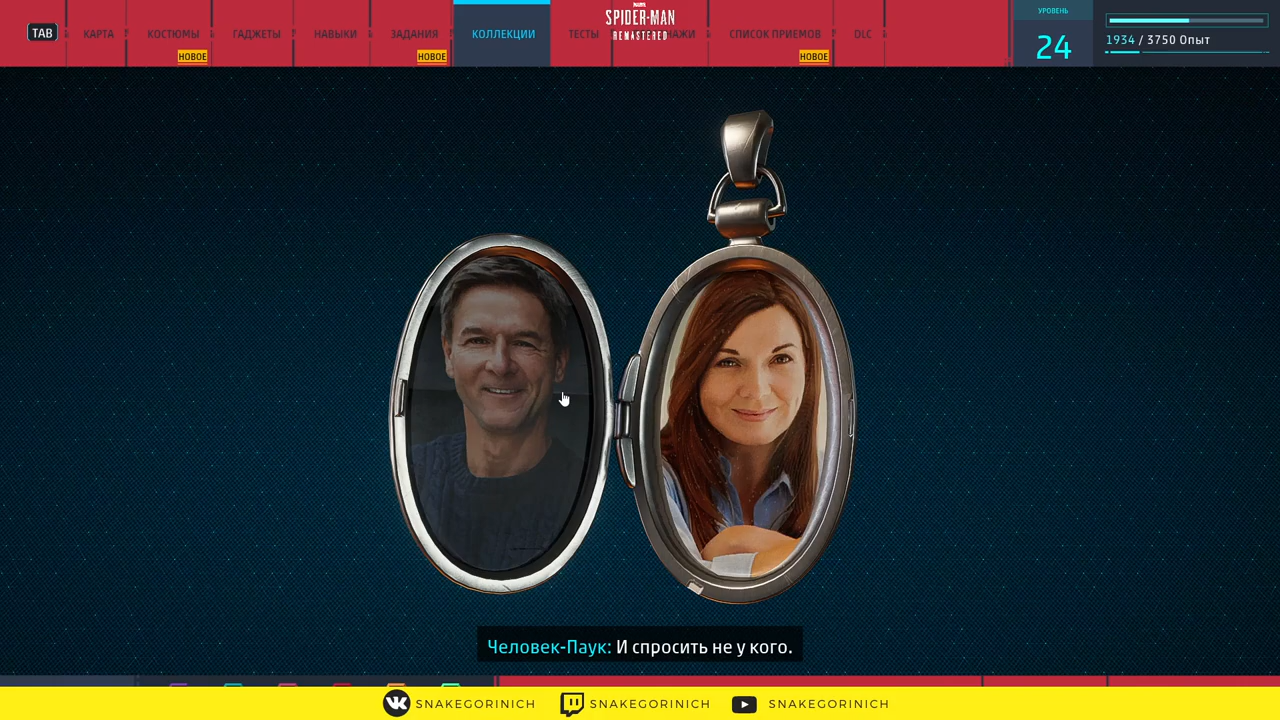 TAB
КАРТА
КОСТЮМЫ
НОВОЕ
ГАДЖЕТЫ
НАВЫКИ
ЗАДАНИЯ
НОВОЕ
КОЛЛЕКЦИИ
ТЕСТЫ
MARVEL
SPIDER-MAN
REMASTERED
СПИСОК ПРИЕМОВ
НОВОЕ
DLC
УРОВЕНЬ
24
1934 / 3750 Опыт
Человек-Паук: И спросить не у кого.
SNAKEGORINICH
SNAKEGORINICH
SNAKEGORINICH